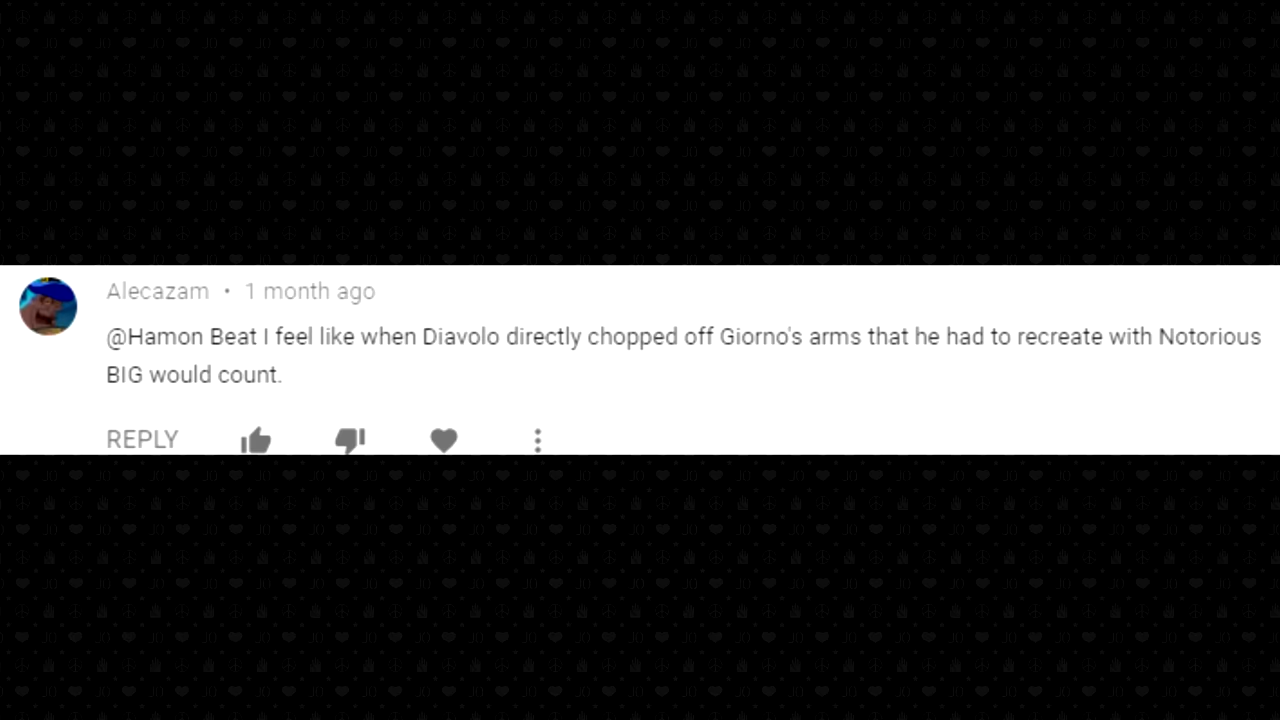 Alecazam • 1 month ago
@Hamon Beat I feel like when Diavolo directly chopped off Giorno's arms that he had to recreate with Notorious
BIG would count.
REPLY